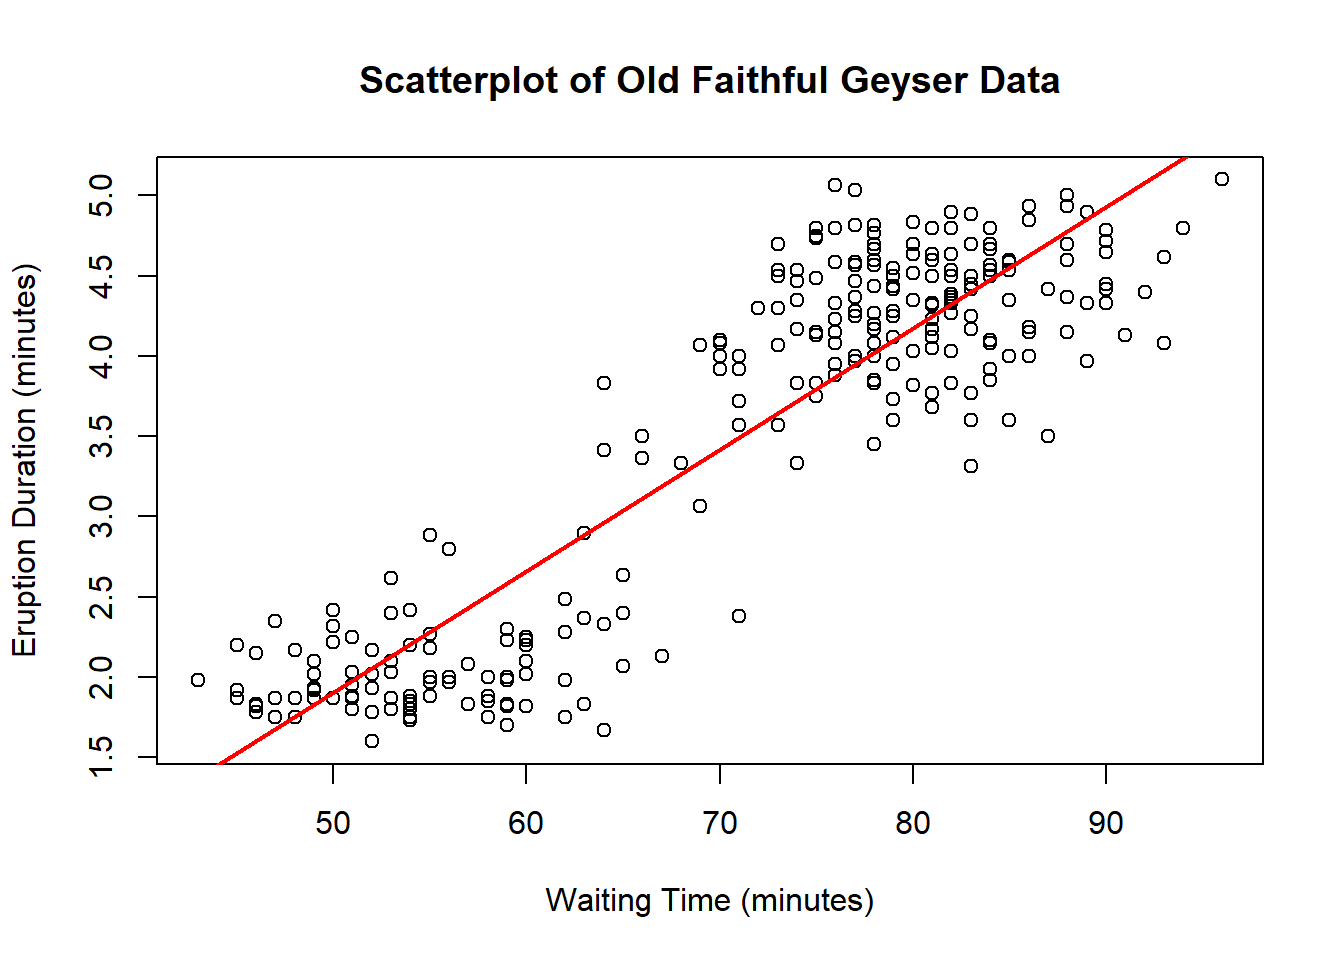 Scatterplot of Old Faithful Geyser Data
Eruption Duration (minutes)
5.0
4.5
4.0
3.5
3.0
2.5
2.0
1.5
50 60 70 80 90
Waiting Time (minutes)